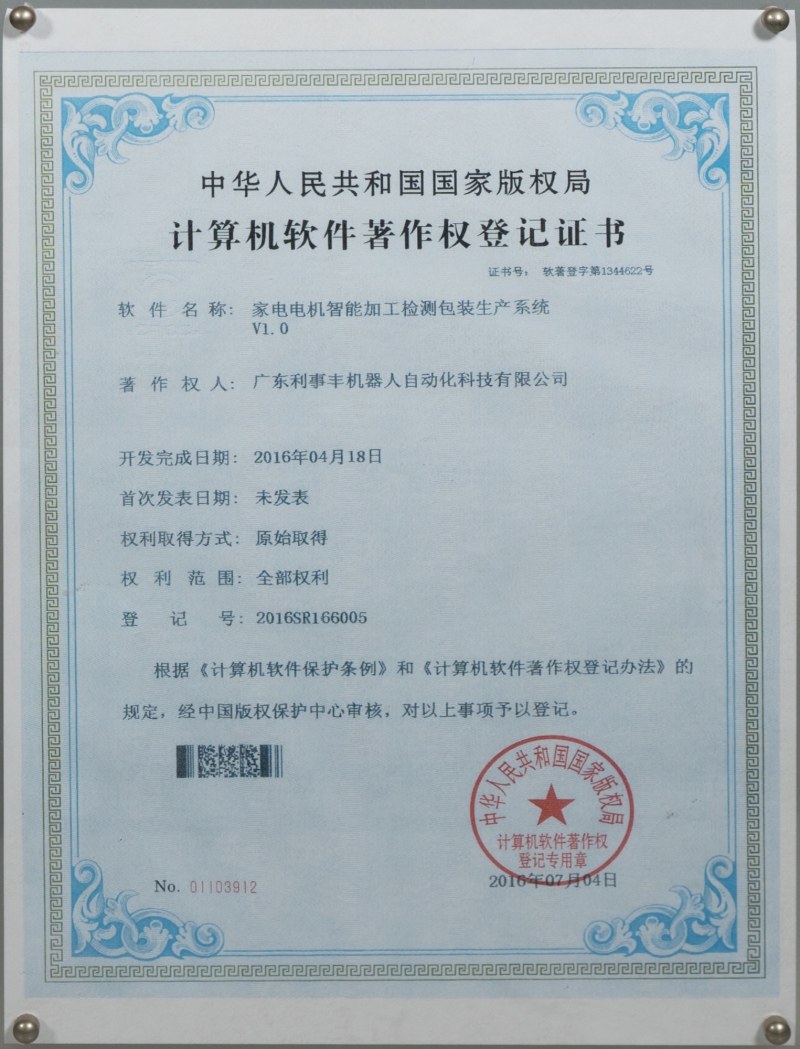 中华人民共和国国家版权局
计算机软件著作权登记证书
证书号： 软著登字第1344622号
软 件 名 称： 家电电机智能加工检测包装生产系统
V1.0
著 作 权 人： 广东利事丰机器人自动化科技有限公司
开发完成日期： 2016年04月18日
首次发表日期： 未发表
权利取得方式： 原始取得
权 利 范 围： 全部权利
登 记 号： 2016SR166005
根据《计算机软件保护条例》和《计算机软件著作权登记办法》的
规定，经中国版权保护中心审核，对以上事项予以登记。
中华人民共和国国家版权局
计算机软件著作权
登记专用章
No. 01103912
2016年07月04日